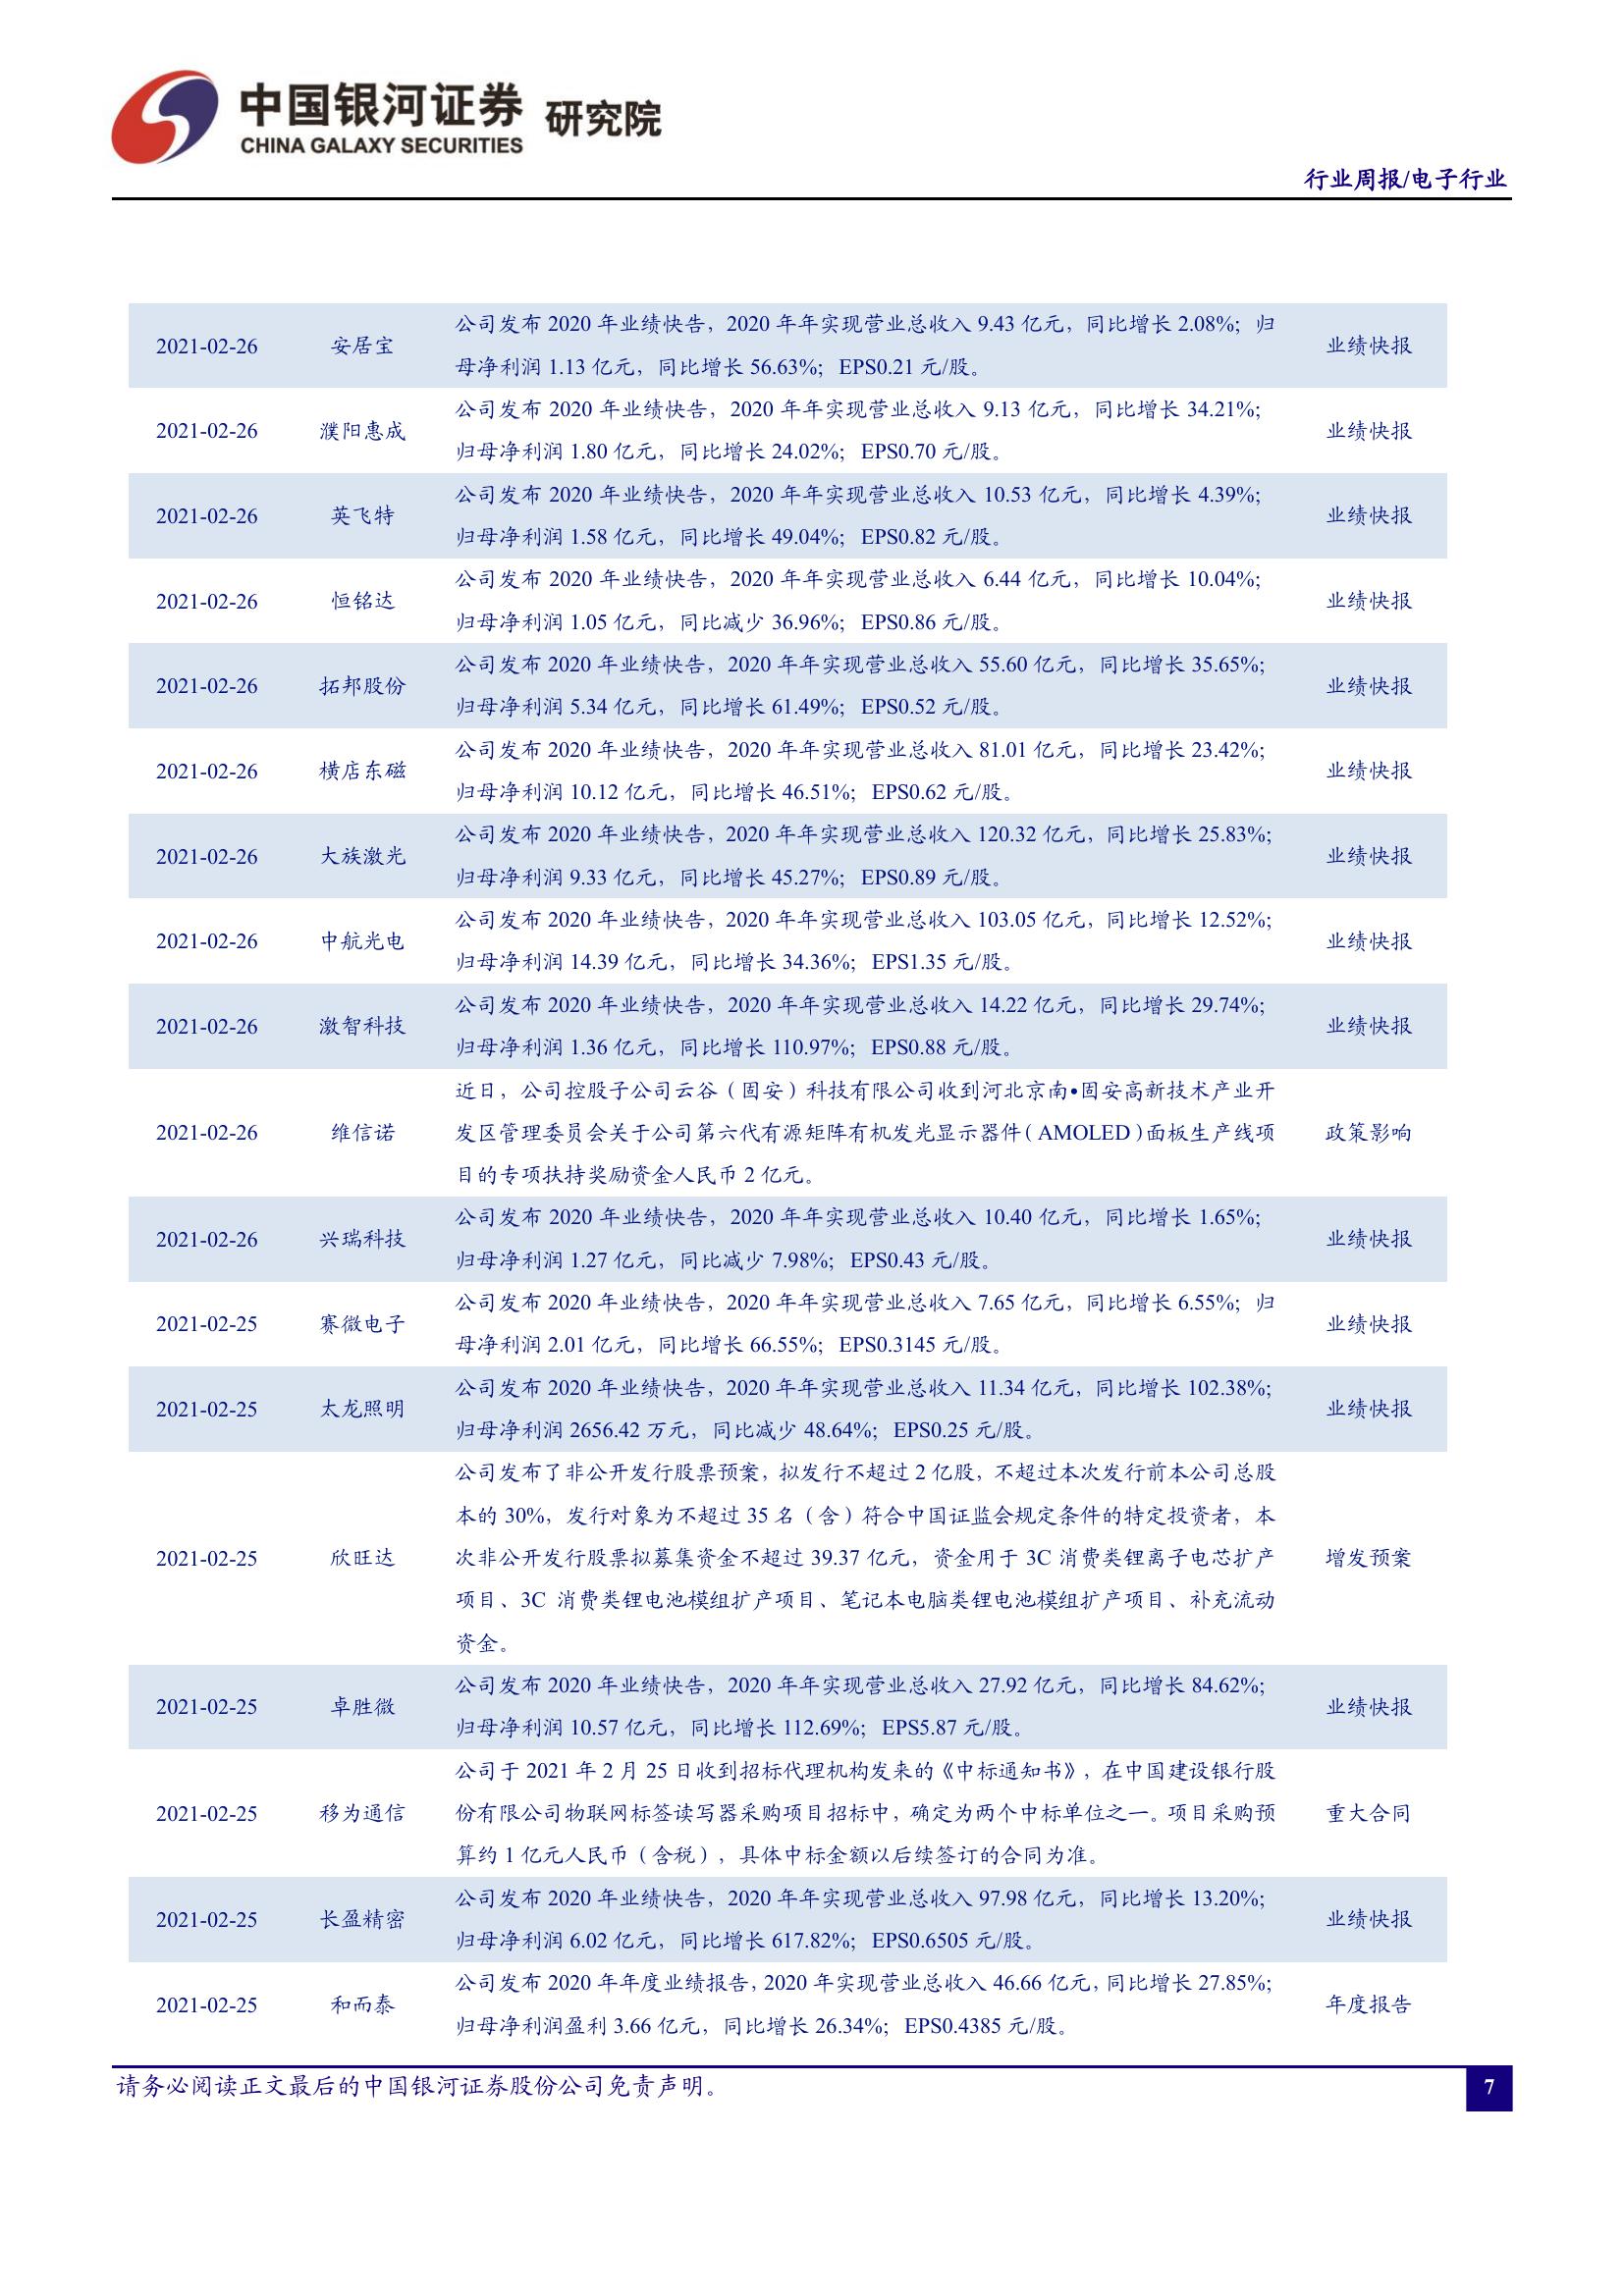 中国银河证券 研究院
CHINA GALAXY SECURITIES
行业周报/电子行业
2021-02-26 安居宝 公司发布 2020 年业绩快告，2020 年年实现营业总收入 9.43 亿元，同比增长 2.08%；归
母净利润 1.13 亿元，同比增长 56.63%；EPS0.21 元/股。 业绩快报
2021-02-26 濮阳惠成 公司发布 2020 年业绩快告，2020 年年实现营业总收入 9.13 亿元，同比增长 34.21%；
归母净利润 1.80 亿元，同比增长 24.02%；EPS0.70 元/股。 业绩快报
2021-02-26 英飞特 公司发布 2020 年业绩快告，2020 年年实现营业总收入 10.53 亿元，同比增长 4.39%；
归母净利润 1.58 亿元，同比增长 49.04%；EPS0.82 元/股。 业绩快报
2021-02-26 恒铭达 公司发布 2020 年业绩快告，2020 年年实现营业总收入 6.44 亿元，同比增长 10.04%；
归母净利润 1.05 亿元，同比减少 36.96%；EPS0.86 元/股。 业绩快报
2021-02-26 拓邦股份 公司发布 2020 年业绩快告，2020 年年实现营业总收入 55.60 亿元，同比增长 35.65%；
归母净利润 5.34 亿元，同比增长 61.49%；EPS0.52 元/股。 业绩快报
2021-02-26 横店东磁 公司发布 2020 年业绩快告，2020 年年实现营业总收入 81.01 亿元，同比增长 23.42%；
归母净利润 10.12 亿元，同比增长 46.51%；EPS0.62 元/股。 业绩快报
2021-02-26 大族激光 公司发布 2020 年业绩快告，2020 年年实现营业总收入 120.32 亿元，同比增长 25.83%；
归母净利润 9.33 亿元，同比增长 45.27%；EPS0.89 元/股。 业绩快报
2021-02-26 中航光电 公司发布 2020 年业绩快告，2020 年年实现营业总收入 103.05 亿元，同比增长 12.52%；
归母净利润 14.39 亿元，同比增长 34.36%；EPS1.35 元/股。 业绩快报
2021-02-26 激智科技 公司发布 2020 年业绩快告，2020 年年实现营业总收入 14.22 亿元，同比增长 29.74%；
归母净利润 1.36 亿元，同比增长 110.97%；EPS0.88 元/股。 业绩快报
近日，公司控股子公司云谷（固安）科技有限公司收到河北京南•固安高新技术产业开
2021-02-26 维信诺 发区管理委员会关于公司第六代有源矩阵有机发光显示器件（AMOLED）面板生产线项 政策影响
目的专项扶持奖励资金人民币 2 亿元。
2021-02-26 兴瑞科技 公司发布 2020 年业绩快告，2020 年年实现营业总收入 10.40 亿元，同比增长 1.65%；
归母净利润 1.27 亿元，同比减少 7.98%；EPS0.43 元/股。 业绩快报
2021-02-25 赛微电子 公司发布 2020 年业绩快告，2020 年年实现营业总收入 7.65 亿元，同比增长 6.55%；归
母净利润 2.01 亿元，同比增长 66.55%；EPS0.3145 元/股。 业绩快报
2021-02-25 太龙照明 公司发布 2020 年业绩快告，2020 年年实现营业总收入 11.34 亿元，同比增长 102.38%；
归母净利润 2656.42 万元，同比减少 48.64%；EPS0.25 元/股。 业绩快报
公司发布了非公开发行股票预案，拟发行不超过 2 亿股，不超过本次发行前本公司总股
本的 30%，发行对象为不超过 35 名（含）符合中国证监会规定条件的特定投资者，本
2021-02-25 欣旺达 次非公开发行股票拟募集资金不超过 39.37 亿元，资金用于 3C 消费类锂离子电芯扩产 增发预案
项目、3C 消费类锂电池模组扩产项目、笔记本电脑类锂电池模组扩产项目、补充流动
资金。
2021-02-25 卓胜微 公司发布 2020 年业绩快告，2020 年年实现营业总收入 27.92 亿元，同比增长 84.62%；
归母净利润 10.57 亿元，同比增长 112.69%；EPS5.87 元/股。 业绩快报
公司于 2021 年 2 月 25 日收到招标代理机构发来的《中标通知书》，在中国建设银行股
2021-02-25 移为通信 份有限公司物联网标签读写器采购项目招标中，确定为两个中标单位之一。项目采购预 重大合同
算约 1 亿元人民币（含税），具体中标金额以后续签订的合同为准。
2021-02-25 长盈精密 公司发布 2020 年业绩快告，2020 年年实现营业总收入 97.98 亿元，同比增长 13.20%；
归母净利润 6.02 亿元，同比增长 617.82%；EPS0.6505 元/股。 业绩快报
2021-02-25 和而泰 公司发布 2020 年年度业绩报告，2020 年实现营业总收入 46.66 亿元，同比增长 27.85%；
归母净利润盈利 3.66 亿元，同比增长 26.34%；EPS0.4385 元/股。 年度报告
请务必阅读正文最后的中国银河证券股份公司免责声明。
7